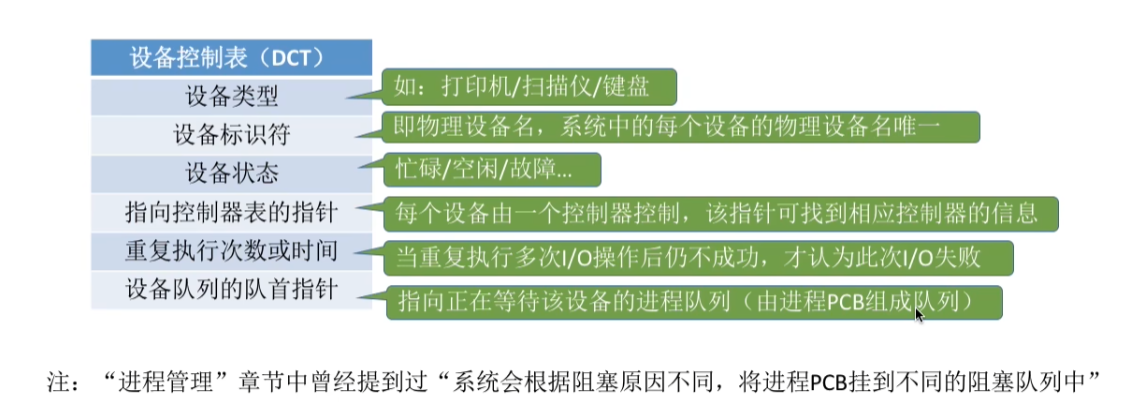 设备控制表（DCT）
设备类型
如：打印机/扫描仪/键盘
设备标识符
即物理设备名，系统中的每个设备的物理设备名唯一
设备状态
忙碌/空闲/故障...
指向控制器表的指针
每个设备由一个控制器控制，该指针可找到相应控制器的信息
重复执行次数或时间
当重复执行多次I/O操作后仍不成功，才认为此次I/O失败
设备队列的队首指针
指向正在等待该设备的进程队列（由进程PCB组成队列）
注：“进程管理”章节中曾经提到过“系统会根据阻塞原因不同，将进程PCB挂到不同的阻塞队列中”